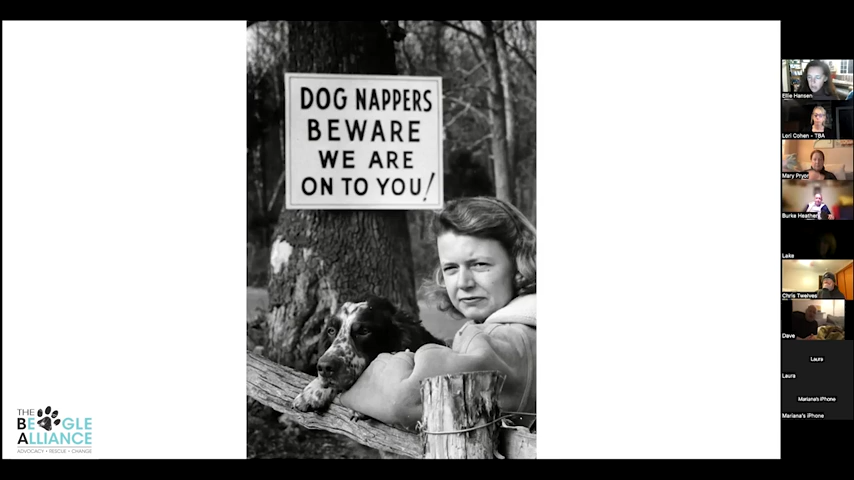 DOG NAPPERS
BEWARE
WE ARE
ON TO YOU!
THE
BEAGLE
ALLIANCE
ADVOCACY • RESCUE • CHANGE
Ellie Hansen
Lori Cohen - TBA
Mary Pryor
Burke Heather
Lake
Chris Twelves
Dave
Laura
Laura
Mariana's iPhone
Mariana's iPhone